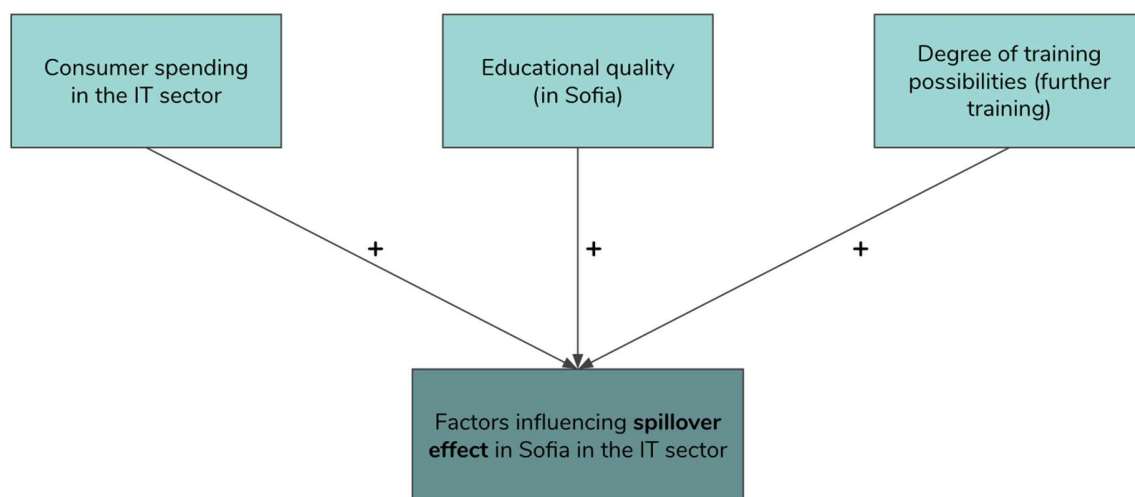 Consumer spending
in the IT sector
Educational quality
(in Sofia)
Degree of training
possibilities (further
training)
+
+
+
Factors influencing spillover
effect in Sofia in the IT sector